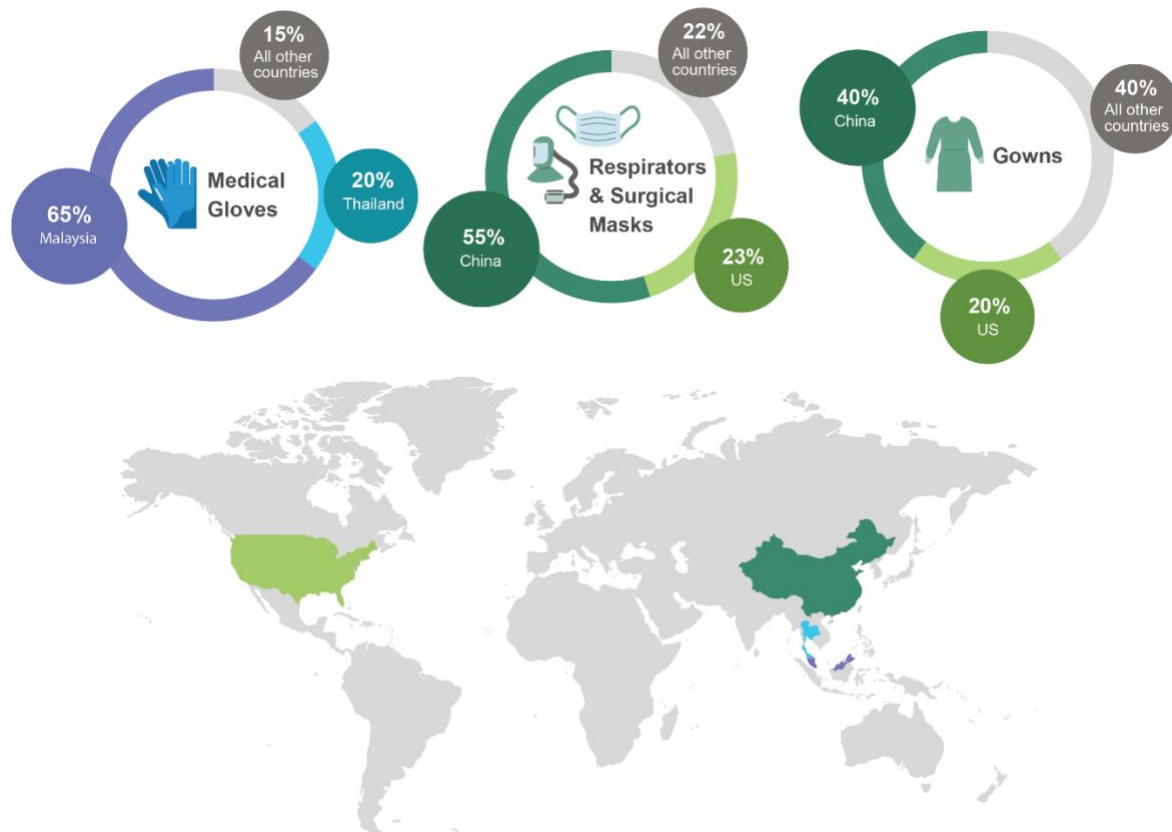 15%
All other
countries
Medical
Gloves
65%
Malaysia
20%
Thailand
22%
All other
countries
Respirators
& Surgical
Masks
55%
China
23%
US
40%
China
40%
All other
countries
Gowns
20%
US